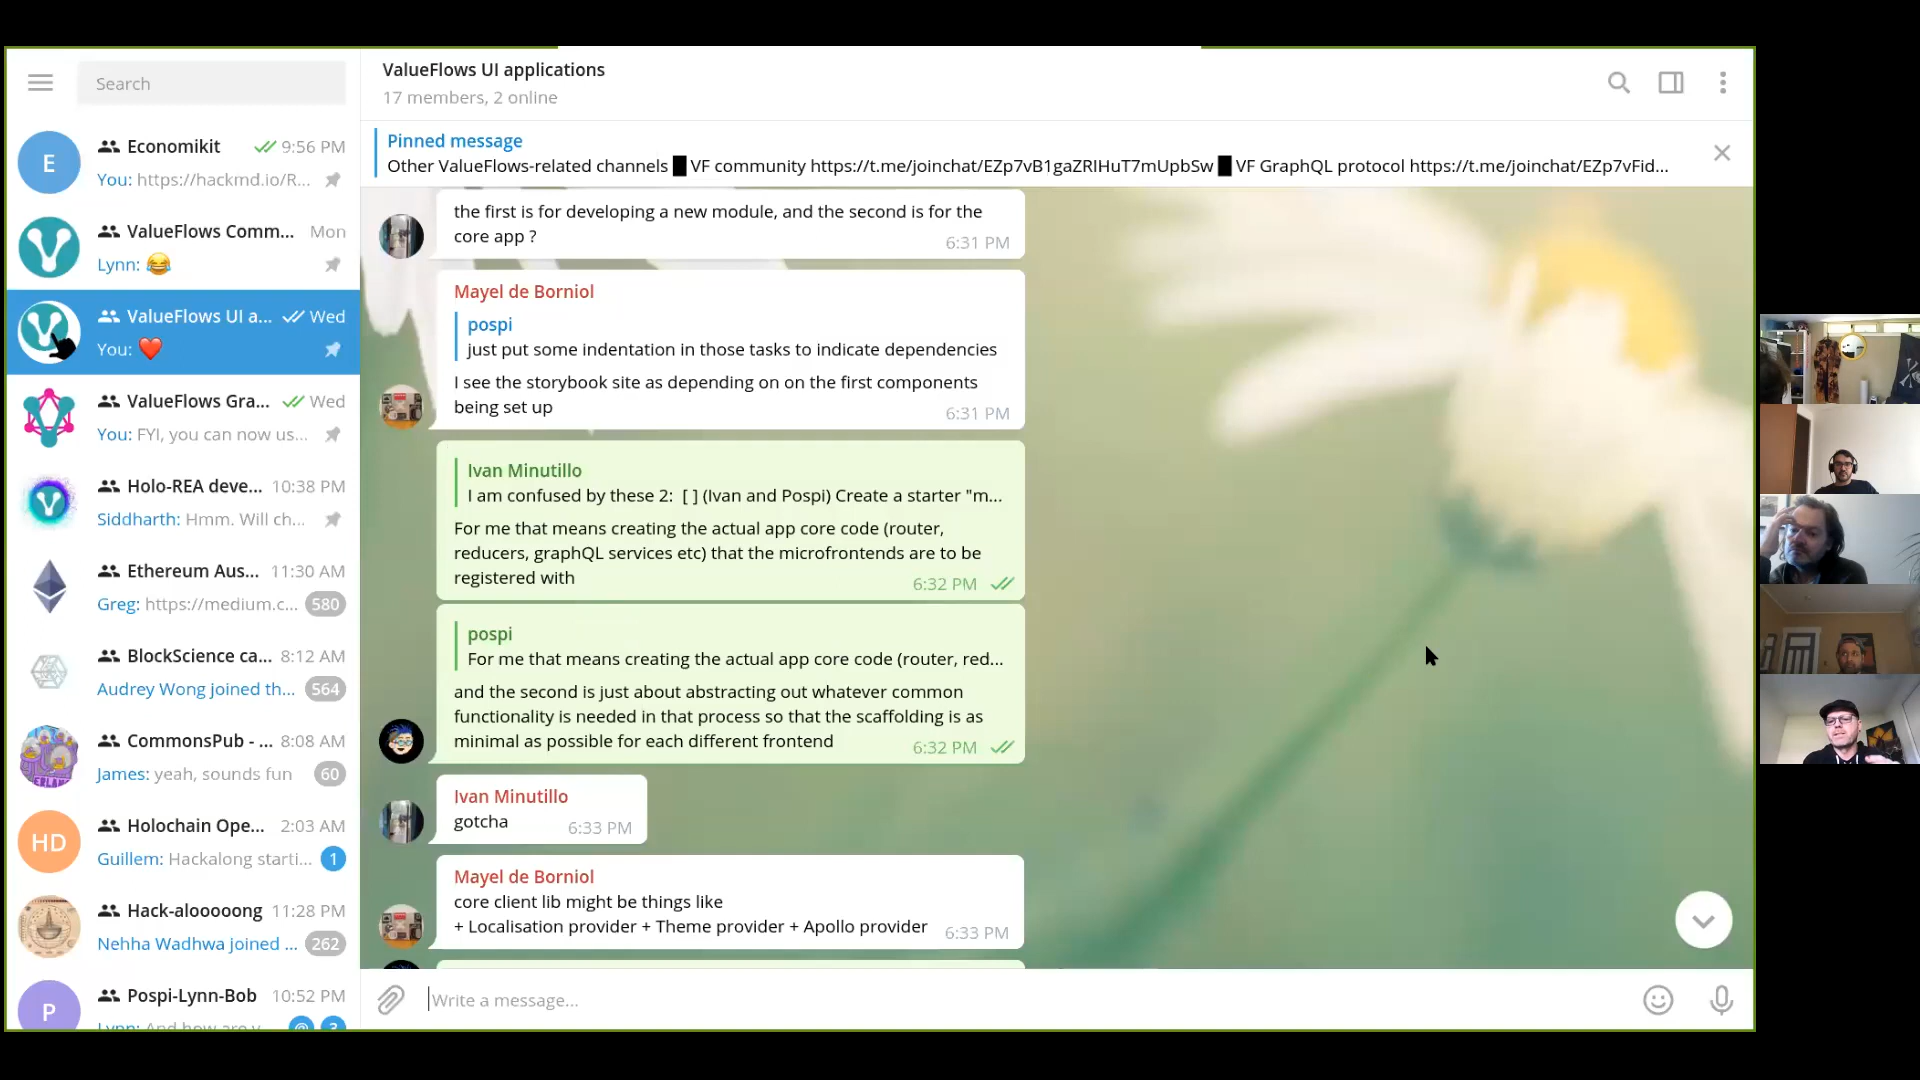 Search
E
Economikit
9:56 PM
You: https://hackmd.io/R...
ValueFlows Comm...
Mon
Lynn: 😂
ValueFlows UI a...
Wed
You: ❤️
ValueFlows Gra...
Wed
You: FYI, you can now us...
Holo-REA deve...
10:38 PM
Siddharth: Hmm. Will ch...
Ethereum Aus...
11:30 AM
Greg: https://medium.c...
580
BlockScience ca...
8:12 AM
Audrey Wong joined th...
564
CommonsPub - ...
8:08 AM
James: yeah, sounds fun
60
HD
Holochain Ope...
2:03 AM
Guillem: Hackalong starti...
1
Hack-alooooong
11:28 PM
Nehha Wadhwa joined ...
262
P
Pospi-Lynn-Bob
10:52 PM
ValueFlows UI applications
17 members, 2 online
Pinned message
Other ValueFlows-related channels █ VF community https://t.me/joinchat/EZp7vB1gaZRIHuT7mUpbSw █ VF GraphQL protocol https://t.me/joinchat/EZp7vFid...
the first is for developing a new module, and the second is for the
core app ?
6:31 PM
Mayel de Borniol
pospi
just put some indentation in those tasks to indicate dependencies
I see the storybook site as depending on on the first components
being set up
6:31 PM
Ivan Minutillo
I am confused by these 2: [ ] (Ivan and Pospi) Create a starter "m...
For me that means creating the actual app core code (router,
reducers, graphQL services etc) that the microfrontends are to be
registered with
6:32 PM
pospi
For me that means creating the actual app core code (router, red...
and the second is just about abstracting out whatever common
functionality is needed in that process so that the scaffolding is as
minimal as possible for each different frontend
6:32 PM
Ivan Minutillo
gotcha
6:33 PM
Mayel de Borniol
core client lib might be things like
+ Localisation provider + Theme provider + Apollo provider
6:33 PM
Write a message...